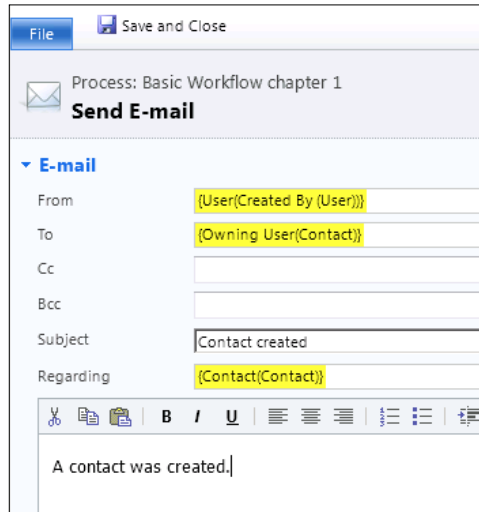 File
Save and Close
Process: Basic Workflow chapter 1
Send E-mail
E-mail
From {User(Created By (User))}
To {Owning User(Contact)}
Cc
Bcc
Subject Contact created
Regarding {Contact(Contact)}
B I U
A contact was created.